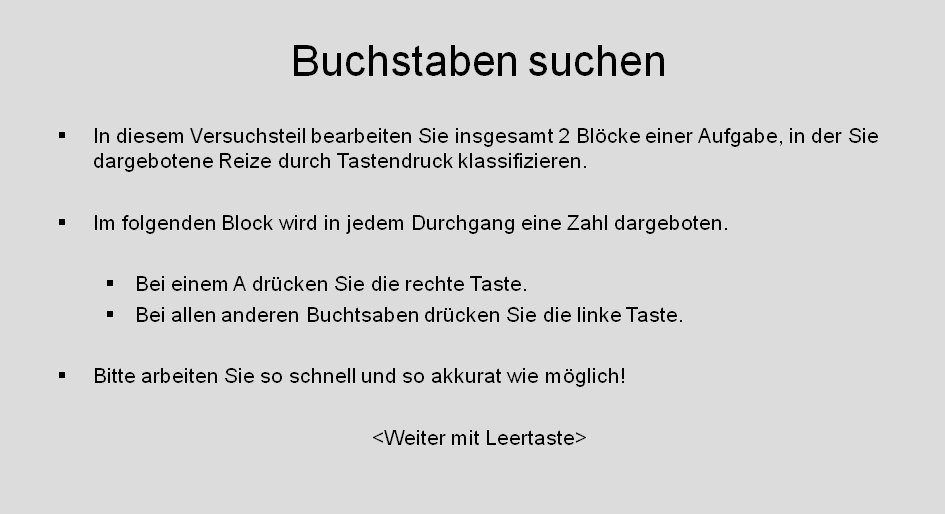 Buchstaben suchen
▪ In diesem Versuchsteil bearbeiten Sie insgesamt 2 Blöcke einer Aufgabe, in der Sie
dargebotene Reize durch Tastendruck klassifizieren.
▪ Im folgenden Block wird in jedem Durchgang eine Zahl dargeboten.
▪ Bei einem A drücken Sie die rechte Taste.
▪ Bei allen anderen Buchtsaben drücken Sie die linke Taste.
▪ Bitte arbeiten Sie so schnell und so akkurat wie möglich!
<Weiter mit Leertaste>